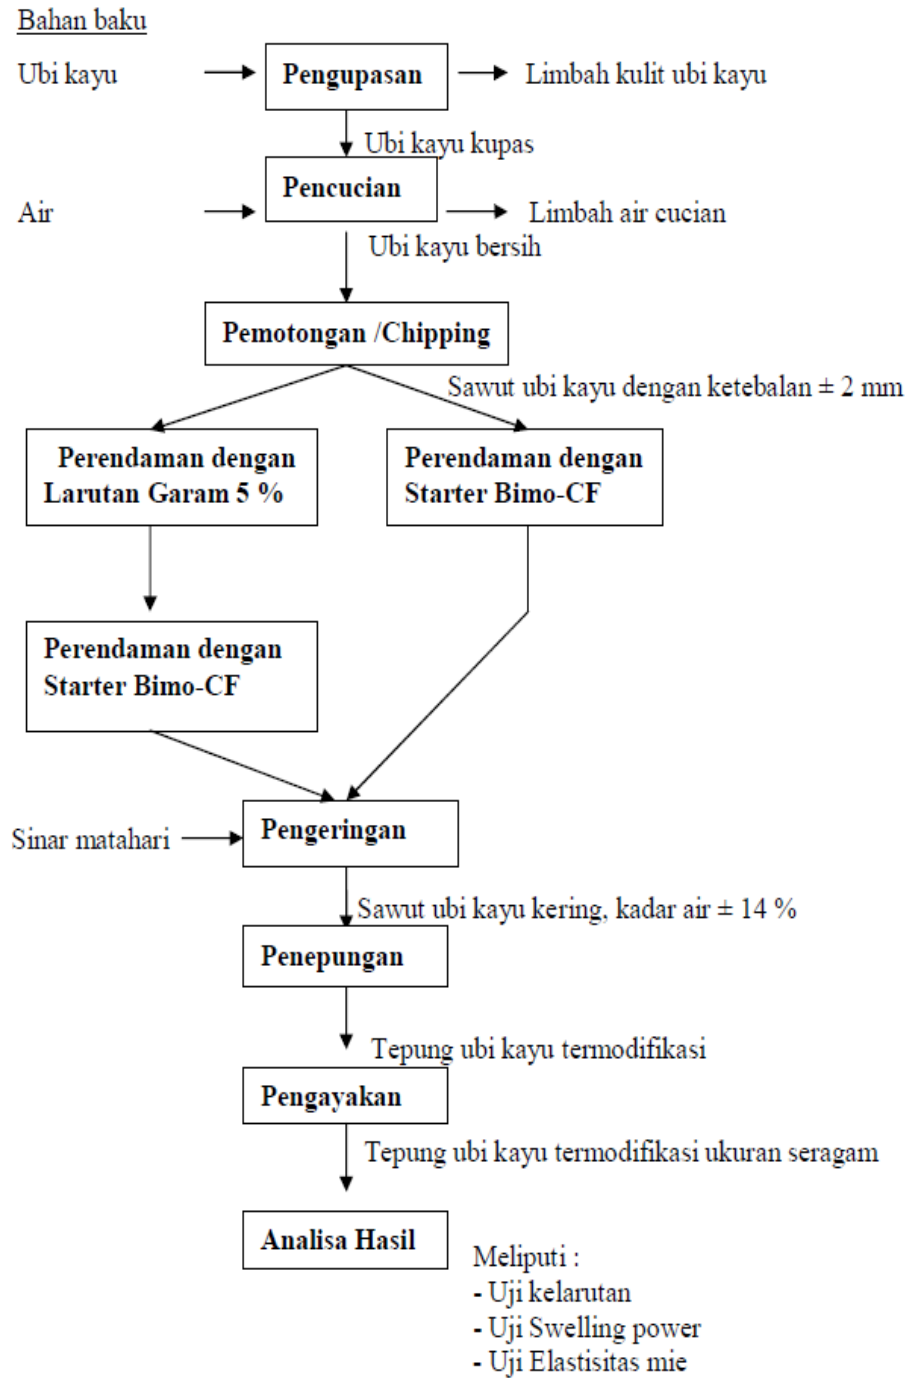 Bahan baku
Ubi kayu
Pengupasan
Limbah kulit ubi kayu
Ubi kayu kupas
Pencucian
Air
Limbah air cucian
Ubi kayu bersih
Pemotongan /Chipping
Sawut ubi kayu dengan ketebalan ± 2 mm
Perendaman dengan
Larutan Garam 5 %
Perendaman dengan
Starter Bimo-CF
Perendaman dengan
Starter Bimo-CF
Pengeringan
Sinar matahari
Sawut ubi kayu kering, kadar air ± 14 %
Penepungan
Tepung ubi kayu termodifikasi
Pengayakan
Tepung ubi kayu termodifikasi ukuran seragam
Analisa Hasil
Meliputi :
- Uji kelarutan
- Uji Swelling power
- Uji Elastisitas mie